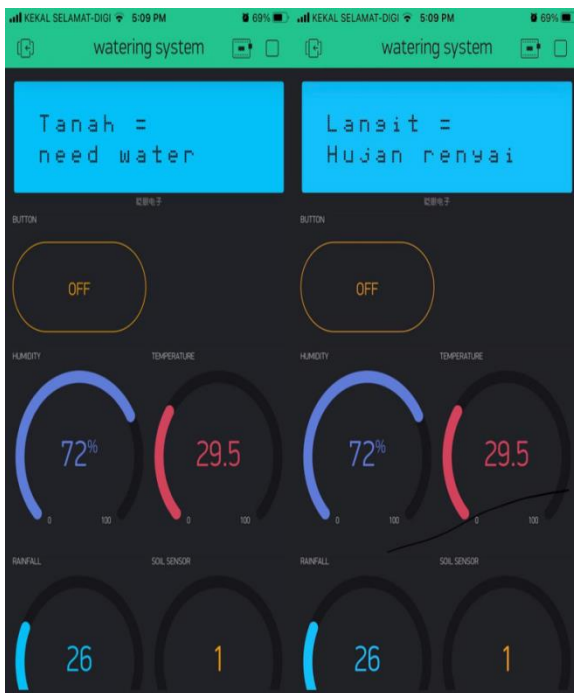 KEKAL SELAMAT-DIGI 5:09 PM 69%
watering system
Tanah =
need water
BUTTON
OFF
HUMIDITY TEMPERATURE
72% 29.5
0 100 0 100
RAINFALL SOIL SENSOR
26 1
KEKAL SELAMAT-DIGI 5:09 PM 69%
watering system
Langit =
Hujan renyai
BUTTON
OFF
HUMIDITY TEMPERATURE
72% 29.5
0 100 0 100
RAINFALL SOIL SENSOR
26 1